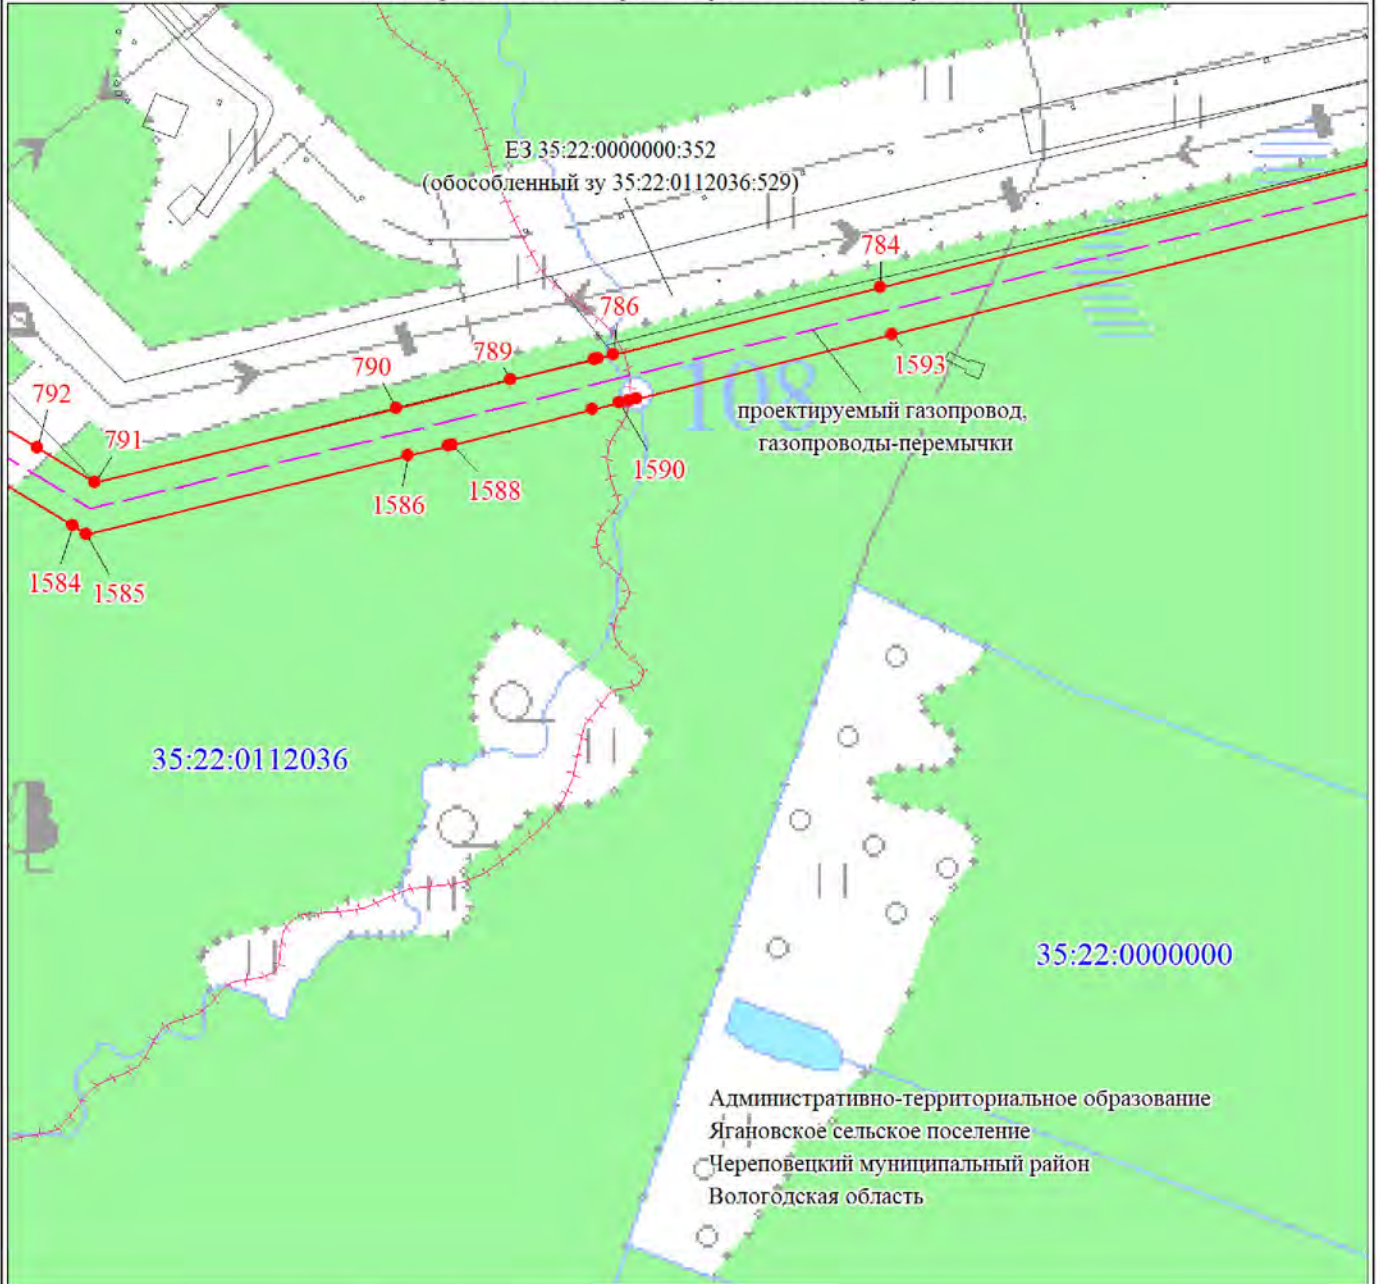 ЕЗ 35:22:0000000:352
(обособленный зу 35:22:0112036:529)
784
786
789
790
792
791
1593
108
проектируемый газопровод,
газопроводы-перемычки
1590
1588
1586
1584
1585
35:22:0112036
35:22:0000000
Административно-территориальное образование
Ягановское сельское поселение
Череповецкий муниципальный район
Вологодская область